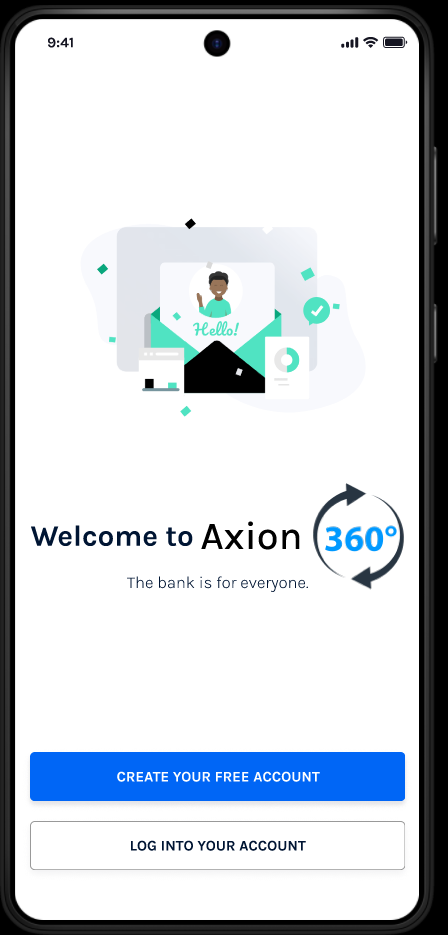 9:41
Hello!
Welcome to Axion 360°
The bank is for everyone.
CREATE YOUR FREE ACCOUNT
LOG INTO YOUR ACCOUNT